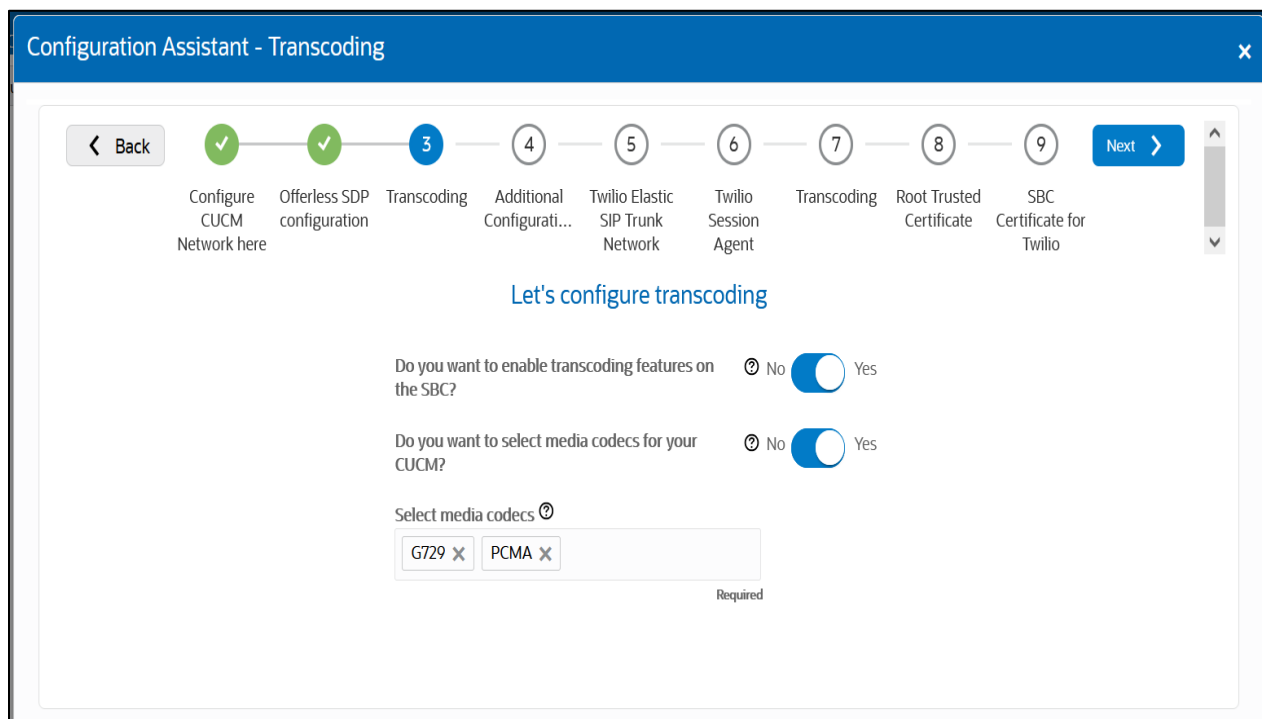 Configuration Assistant - Transcoding
Back
3
4
5
6
7
8
9
Next
Configure
CUCM
Network here
Offerless SDP
configuration
Transcoding
Additional
Configurati...
Twilio Elastic
SIP Trunk
Network
Twilio
Session
Agent
Transcoding
Root Trusted
Certificate
SBC
Certificate for
Twilio
Let's configure transcoding
Do you want to enable transcoding features on
the SBC?
? No Yes
Do you want to select media codecs for your
CUCM?
? No Yes
Select media codecs ?
G729 PCMA
Required